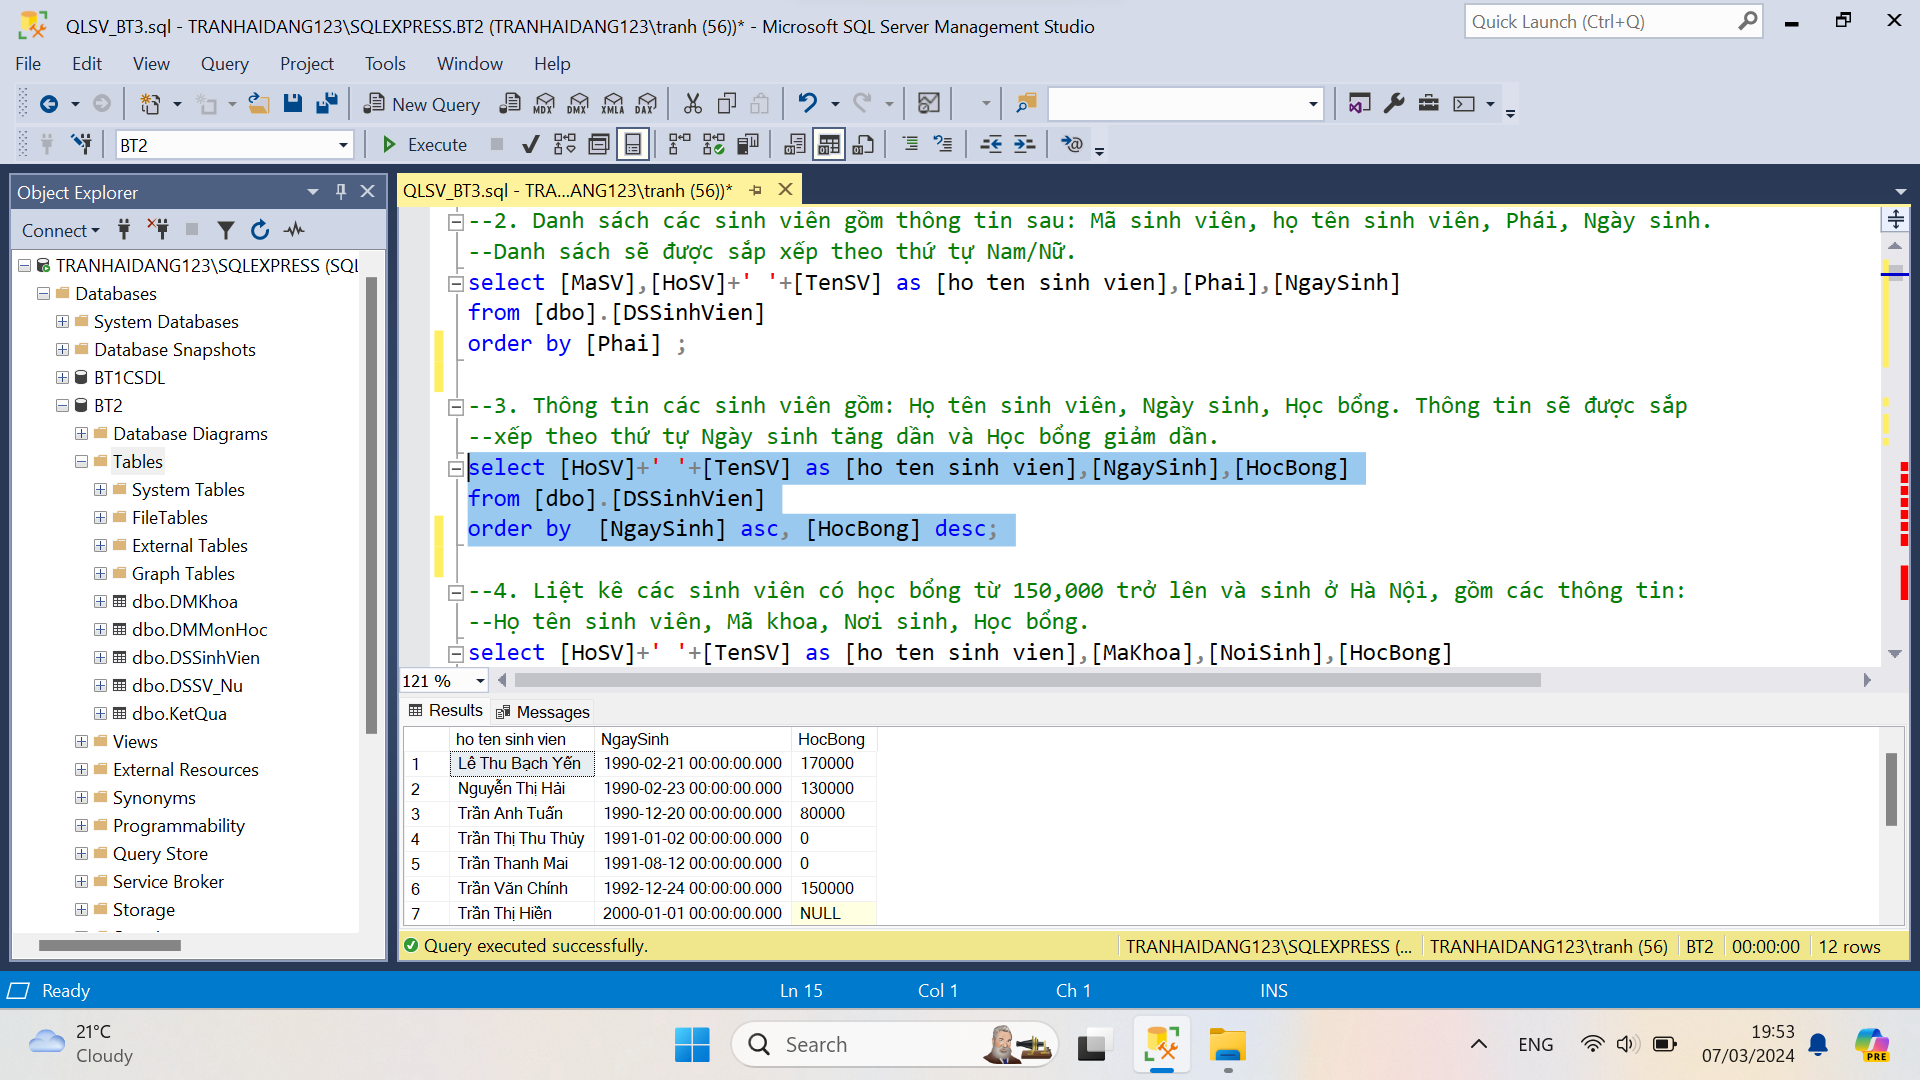 QLSV_BT3.sql - TRANHAIDANG123\SQLEXPRESS.BT2 (TRANHAIDANG123\tranh (56))* - Microsoft SQL Server Management Studio
Quick Launch (Ctrl+Q)
File Edit View Query Project Tools Window Help
New Query MDX DMX XMLA DAX
BT2 Execute
Object Explorer
Connect
TRANHAIDANG123\SQLEXPRESS (SQL
Databases
System Databases
Database Snapshots
BT1CSDL
BT2
Database Diagrams
Tables
System Tables
FileTables
External Tables
Graph Tables
dbo.DMKhoa
dbo.DMMonHoc
dbo.DSSinhVien
dbo.DSSV_Nu
dbo.KetQua
Views
External Resources
Synonyms
Programmability
Query Store
Service Broker
Storage
QLSV_BT3.sql - TRA...ANG123\tranh (56))*
--2. Danh sách các sinh viên gồm thông tin sau: Mã sinh viên, họ tên sinh viên, Phái, Ngày sinh.
--Danh sách sẽ được sắp xếp theo thứ tự Nam/Nữ.
select [MaSV],[HoSV]+' '+[TenSV] as [ho ten sinh vien],[Phai],[NgaySinh]
from [dbo].[DSSinhVien]
order by [Phai] ;
--3. Thông tin các sinh viên gồm: Họ tên sinh viên, Ngày sinh, Học bổng. Thông tin sẽ được sắp
--xếp theo thứ tự Ngày sinh tăng dần và Học bổng giảm dần.
select [HoSV]+' '+[TenSV] as [ho ten sinh vien],[NgaySinh],[HocBong]
from [dbo].[DSSinhVien]
order by  [NgaySinh] asc, [HocBong] desc;
--4. Liệt kê các sinh viên có học bổng từ 150,000 trở lên và sinh ở Hà Nội, gồm các thông tin:
--Họ tên sinh viên, Mã khoa, Nơi sinh, Học bổng.
select [HoSV]+' '+[TenSV] as [ho ten sinh vien],[MaKhoa],[NoiSinh],[HocBong]
121 %
Results Messages
ho ten sinh vien NgaySinh HocBong
1 Lê Thu Bạch Yến 1990-02-21 00:00:00.000 170000
2 Nguyễn Thị Hải 1990-02-23 00:00:00.000 130000
3 Trần Anh Tuấn 1990-12-20 00:00:00.000 80000
4 Trần Thị Thu Thủy 1991-01-02 00:00:00.000 0
5 Trần Thanh Mai 1991-08-12 00:00:00.000 0
6 Trần Văn Chính 1992-12-24 00:00:00.000 150000
7 Trần Thị Hiền 2000-01-01 00:00:00.000 NULL
Query executed successfully. TRANHAIDANG123\SQLEXPRESS (... TRANHAIDANG123\tranh (56) BT2 00:00:00 12 rows
Ready Ln 15 Col 1 Ch 1 INS
21°C
Cloudy
Search
ENG
19:53
07/03/2024
PRE